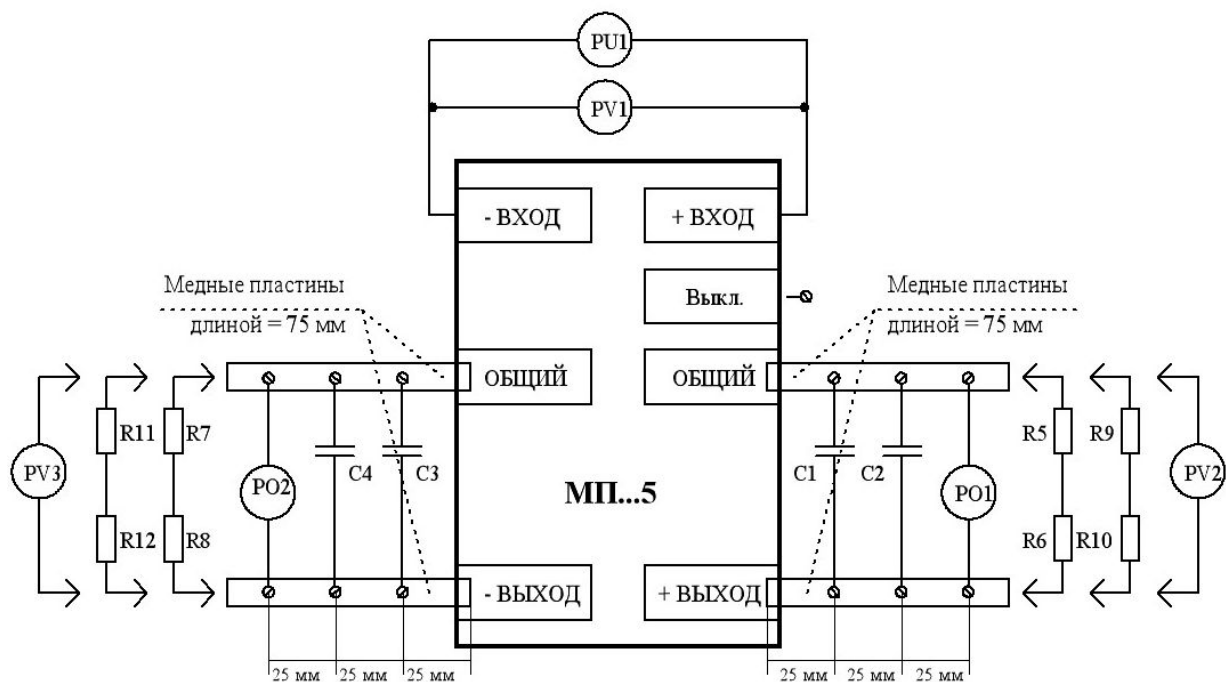 PU1
PV1
- ВХОД
+ ВХОД
Выкл.
Медные пластины
длиной = 75 мм
Медные пластины
длиной = 75 мм
ОБЩИЙ
ОБЩИЙ
R11
R7
R5
R9
PV3
PO2
C4
C3
МП...5
C1
C2
PO1
PV2
R12
R8
R6
R10
- ВЫХОД
+ ВЫХОД
25 мм
25 мм
25 мм
25 мм
25 мм
25 мм